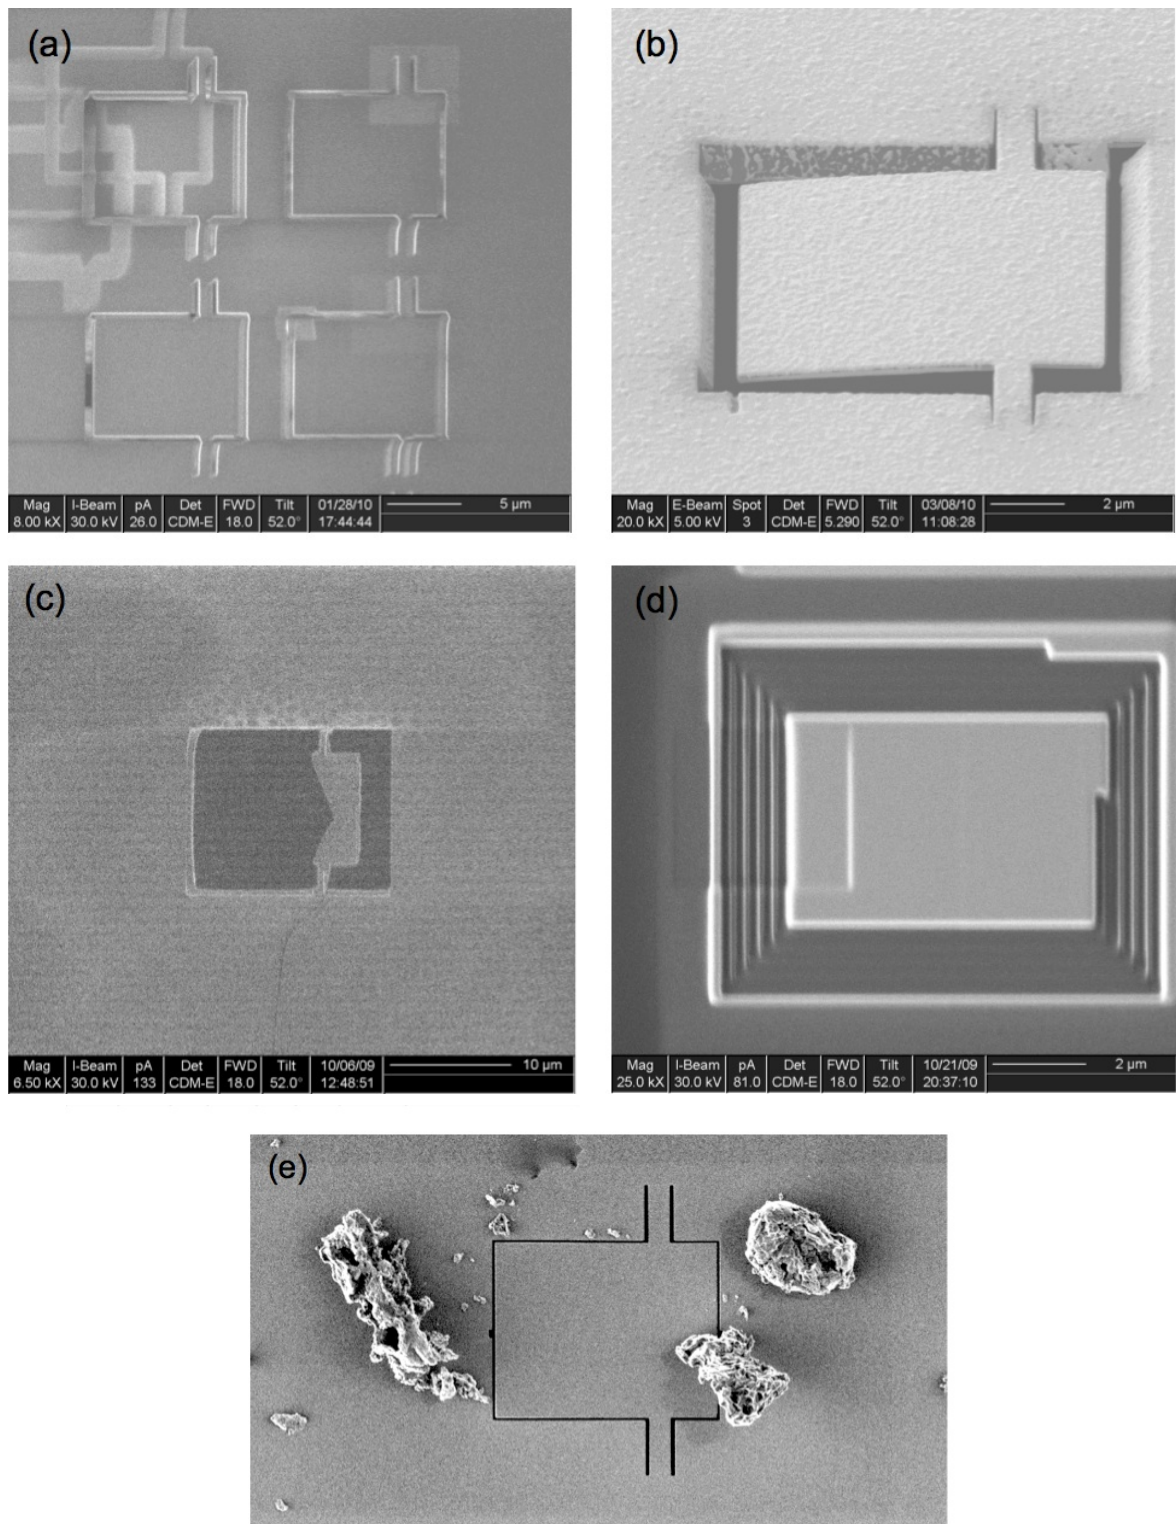 (a)
Mag I-Beam pA Det FWD Tilt 01/28/10 5 µm
8.00 kX 30.0 kV 26.0 CDM-E 18.0 52.0° 17:44:44
(b)
Mag E-Beam Spot Det FWD Tilt 03/08/10 2 µm
20.0 kX 5.00 kV 3 CDM-E 5.290 52.0° 11:08:28
(c)
Mag I-Beam pA Det FWD Tilt 10/06/09 10 µm
6.50 kX 30.0 kV 133 CDM-E 18.0 52.0° 12:48:51
(d)
Mag I-Beam pA Det FWD Tilt 10/21/09 2 µm
25.0 kX 30.0 kV 81.0 CDM-E 18.0 52.0° 20:37:10
(e)